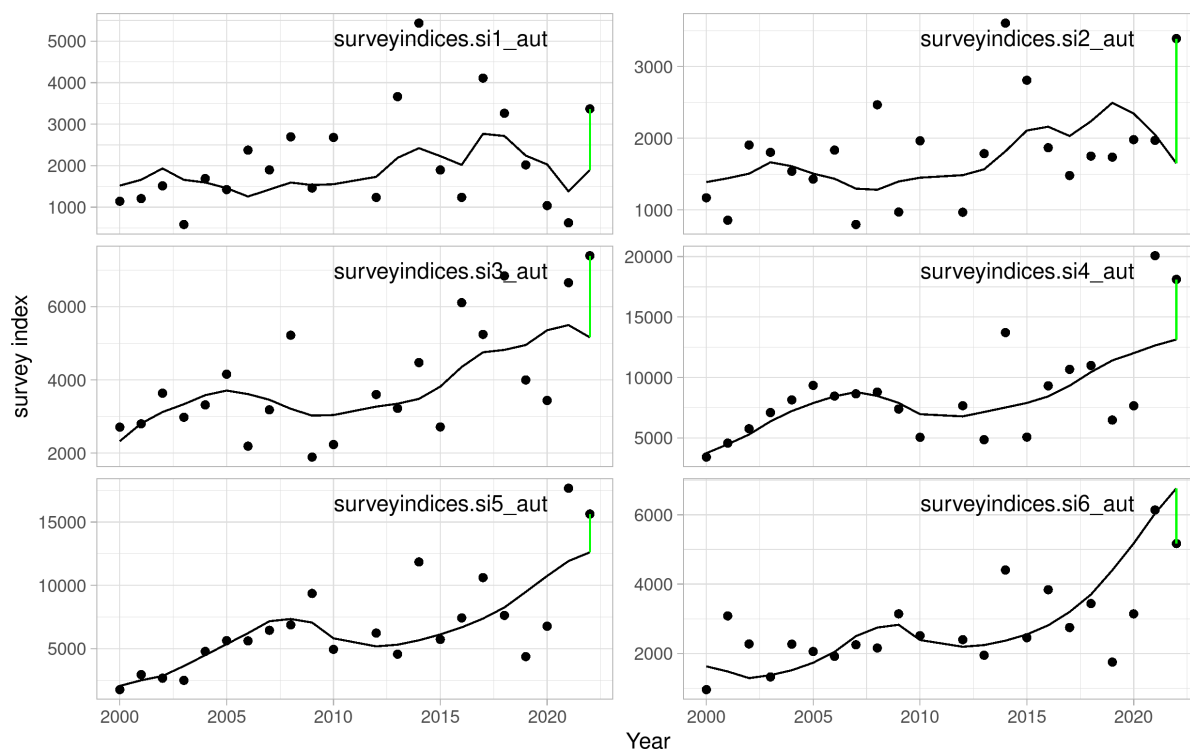 surveyindices.si1_aut
surveyindices.si2_aut
5000
4000
3000
2000
1000
3000
2000
1000
surveyindices.si3_aut
surveyindices.si4_aut
6000
4000
2000
20000
15000
10000
5000
surveyindices.si5_aut
surveyindices.si6_aut
15000
10000
5000
6000
4000
2000
survey index
2000 2005 2010 2015 2020
2000 2005 2010 2015 2020
Year